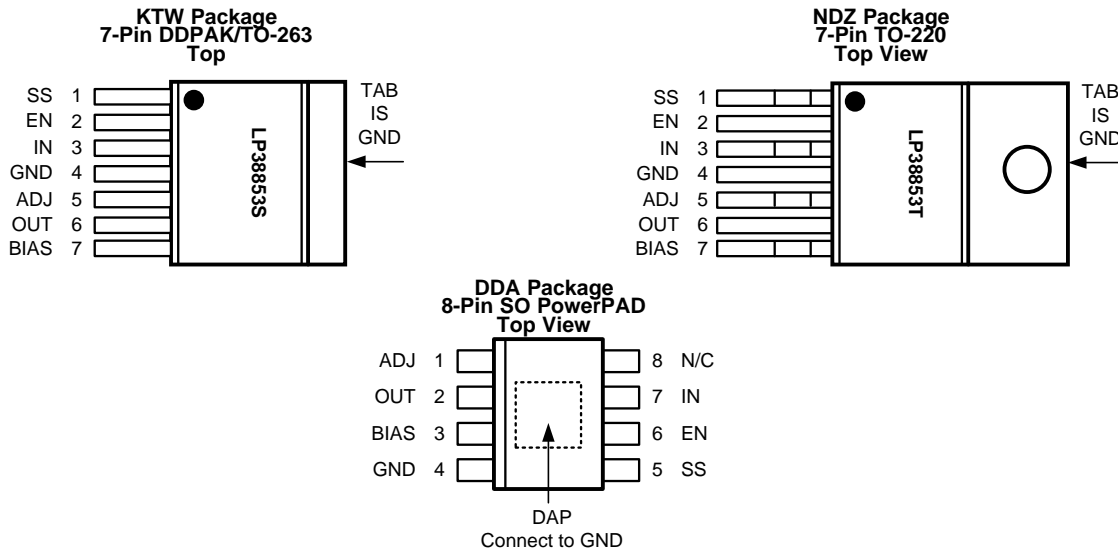 KTW Package
7-Pin DDPAK/TO-263
Top
SS 1
EN 2
IN 3
GND 4
ADJ 5
OUT 6
BIAS 7
LP38853S
TAB
IS
GND
NDZ Package
7-Pin TO-220
Top View
SS 1
EN 2
IN 3
GND 4
ADJ 5
OUT 6
BIAS 7
LP38853T
TAB
IS
GND
DDA Package
8-Pin SO PowerPAD
Top View
ADJ 1
OUT 2
BIAS 3
GND 4
8 N/C
7 IN
6 EN
5 SS
DAP
Connect to GND